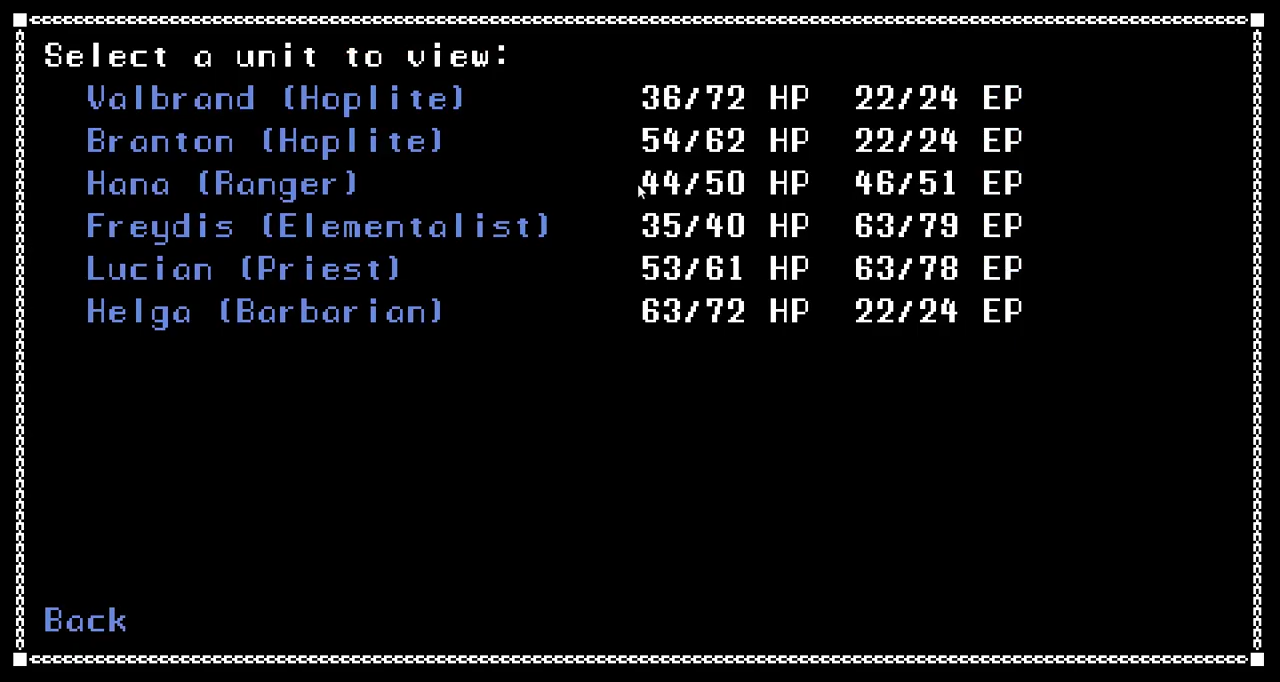 Select a unit to view:
Valbrand (Hoplite) 36/72 HP 22/24 EP
Branton (Hoplite) 54/62 HP 22/24 EP
Hana (Ranger) 44/50 HP 46/51 EP
Freydis (Elementalist) 35/40 HP 63/79 EP
Lucian (Priest) 53/61 HP 63/78 EP
Helga (Barbarian) 63/72 HP 22/24 EP
Back